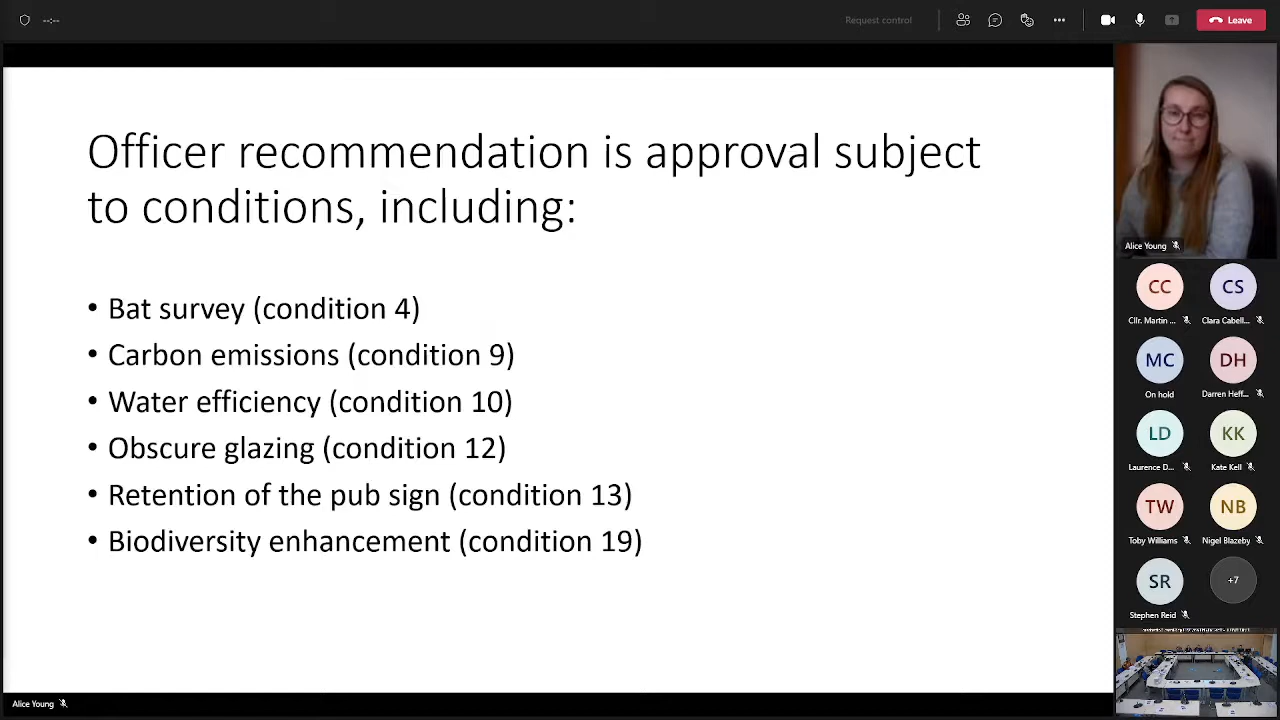 --:--
Request control
Leave
Officer recommendation is approval subject
to conditions, including:
• Bat survey (condition 4)
• Carbon emissions (condition 9)
• Water efficiency (condition 10)
• Obscure glazing (condition 12)
• Retention of the pub sign (condition 13)
• Biodiversity enhancement (condition 19)
Alice Young
Alice Young
CC
CS
Cllr. Martin ...
Clara Cabell...
MC
DH
On hold
Darren Heff...
LD
KK
Laurence D...
Kate Kell
TW
NB
Toby Williams
Nigel Blazeby
SR
+7
Stephen Reid